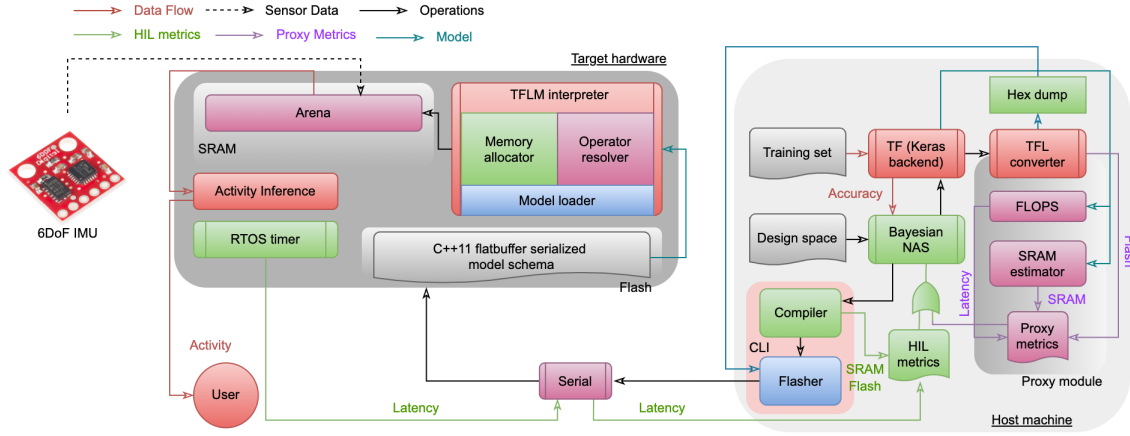 Data Flow
Sensor Data
Operations
HIL metrics
Proxy Metrics
Model
Target hardware
TFLM interpreter
Arena
Memory
allocator
Operator
resolver
SRAM
Model loader
Activity Inference
RTOS timer
C++11 flatbuffer serialized
model schema
Flash
6DoF IMU
Activity
User
Latency
Serial
Latency
Hex dump
Training set
TF (Keras
backend)
TFL
converter
Accuracy
FLOPS
Flash
Design space
Bayesian
NAS
SRAM
estimator
Latency
SRAM
Compiler
CLI
Flasher
SRAM
Flash
HIL
metrics
Proxy
metrics
Proxy module
Host machine